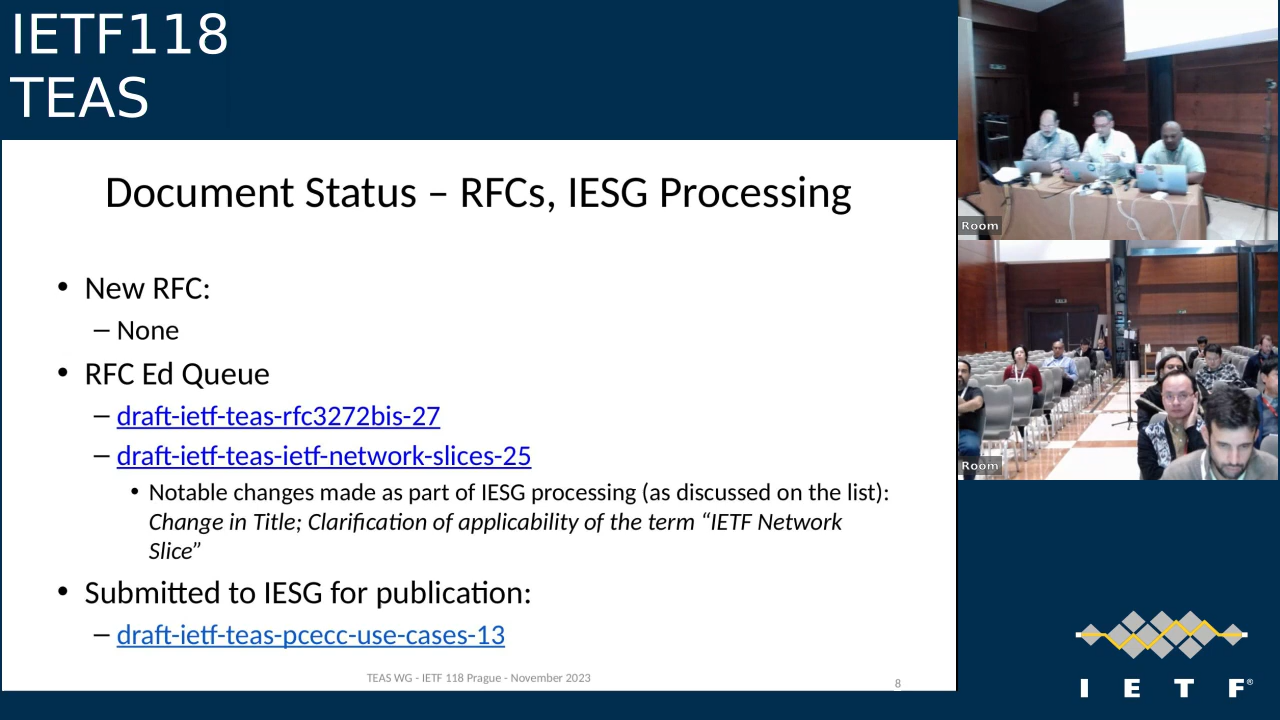 IETF118
TEAS
Document Status – RFCs, IESG Processing
• New RFC:
– None
• RFC Ed Queue
– draft-ietf-teas-rfc3272bis-27
– draft-ietf-teas-ietf-network-slices-25
• Notable changes made as part of IESG processing (as discussed on the list):
Change in Title; Clarification of applicability of the term “IETF Network
Slice”
• Submitted to IESG for publication:
– draft-ietf-teas-pcecc-use-cases-13
TEAS WG - IETF 118 Prague - November 2023
8
Room
Room
I E T F®